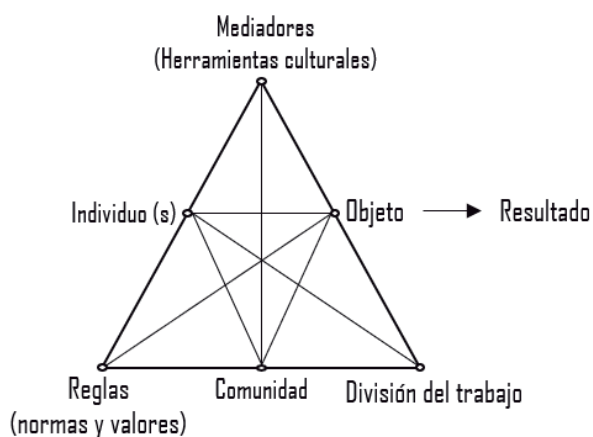 Mediadores
(Herramientas culturales)
Individuo (s)
Objeto
Resultado
Reglas
(normas y valores)
Comunidad
División del trabajo